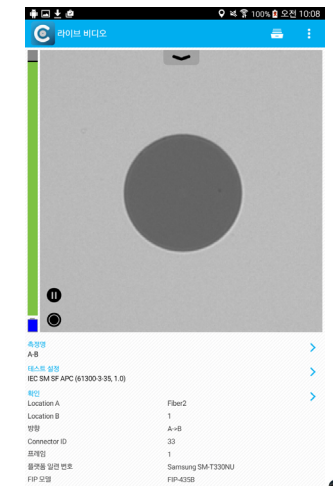 100% 오전 10:08
라이브 비디오
측정명
A-B
테스트 설정
IEC SM SF APC (61300-3-35, 1.0)
확인
Location A Fiber2
Location B 1
방향 A->B
Connector ID 33
프레임 1
플랫폼 일련 번호 Samsung SM-T330NU
FIP 모델 FIP-435B